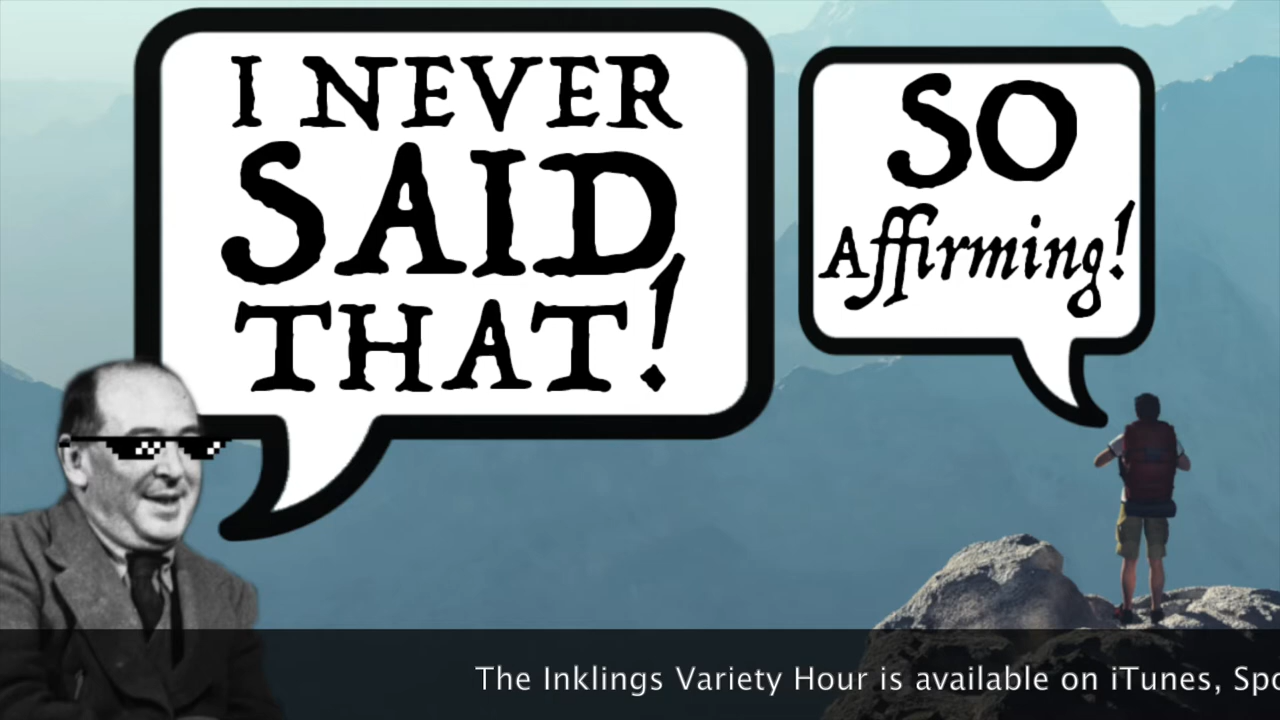 I NEVER
SAID
THAT!
SO
Affirming!
The Inklings Variety Hour is available on iTunes,